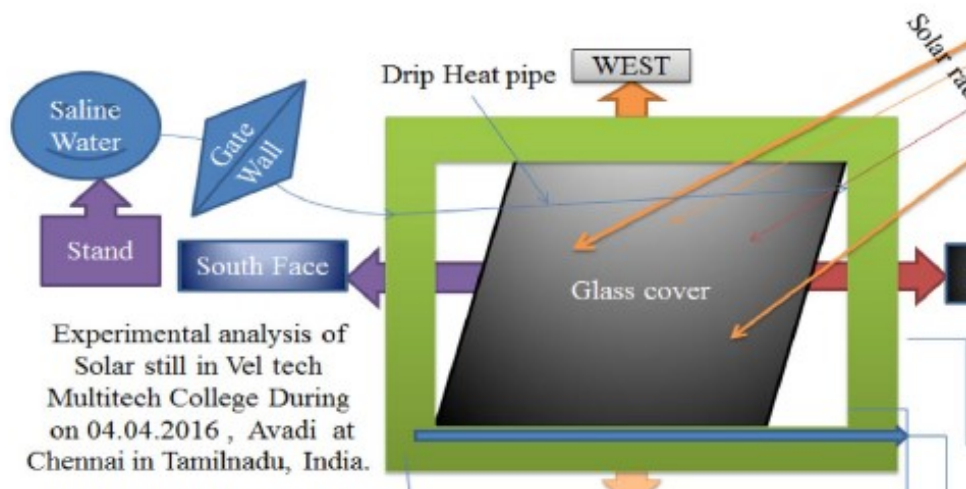 Solar
WEST
Drip Heat pipe
Saline
Water
Gate
Wall
Stand
South Face
Glass cover
Experimental analysis of
Solar still in Vel tech
Multitech College During
on 04.04.2016 , Avadi at
Chennai in Tamilnadu, India.